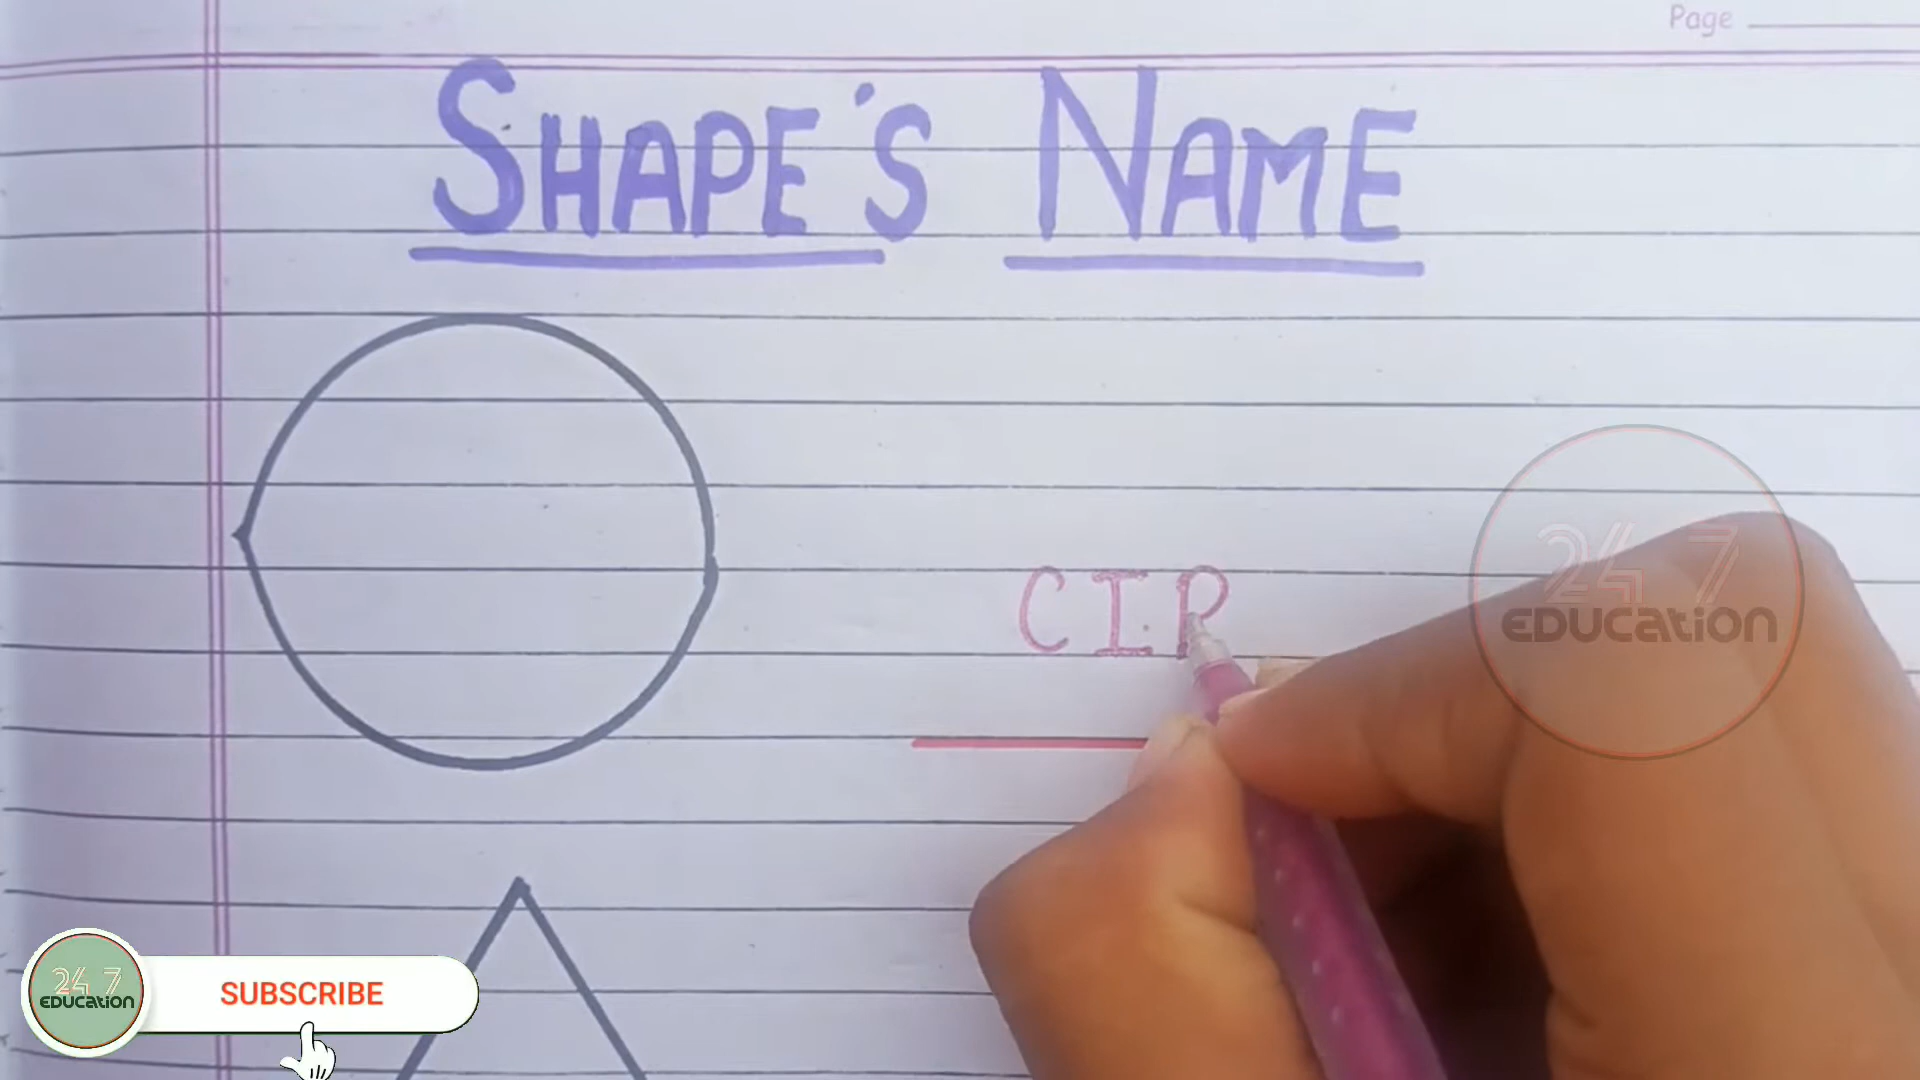 Page
SHAPE'S NAME
CIR
24 7
EDUCATION
24 7
EDUCATION
SUBSCRIBE